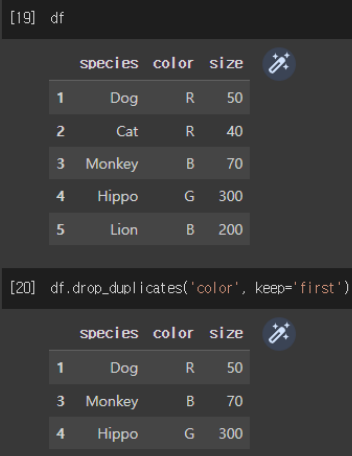 [19] df
species color size
1 Dog R 50
2 Cat R 40
3 Monkey B 70
4 Hippo G 300
5 Lion B 200
[20] df.drop_duplicates('color', keep='first')
species color size
1 Dog R 50
3 Monkey B 70
4 Hippo G 300